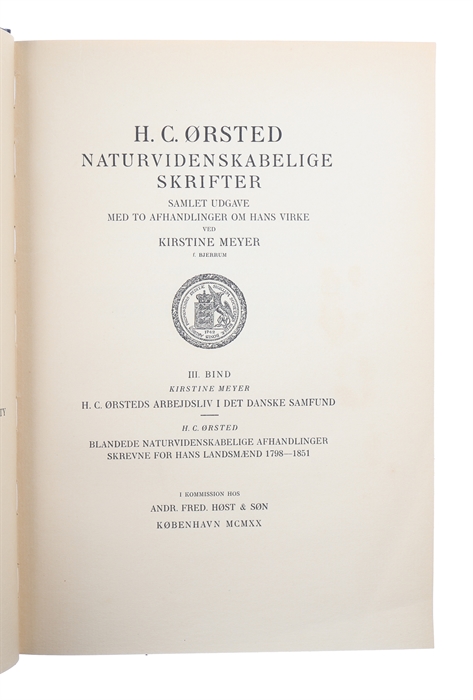 H. C. ØRSTED
NATURVIDENSKABELIGE
SKRIFTER
SAMLET UDGAVE
MED TO AFHANDLINGER OM HANS VIRKE
VED
KIRSTINE MEYER
F. BJERRUM
III. BIND
KIRSTINE MEYER
H. C. ØRSTEDS ARBEJDSLIV I DET DANSKE SAMFUND
H. C. ØRSTED
BLANDEDE NATURVIDENSKABELIGE AFHANDLINGER
SKREVNE FOR HANS LANDSMÆND 1798—1851
I KOMMISSION HOS
ANDR. FRED. HØST & SØN
KØBENHAVN MCMXX